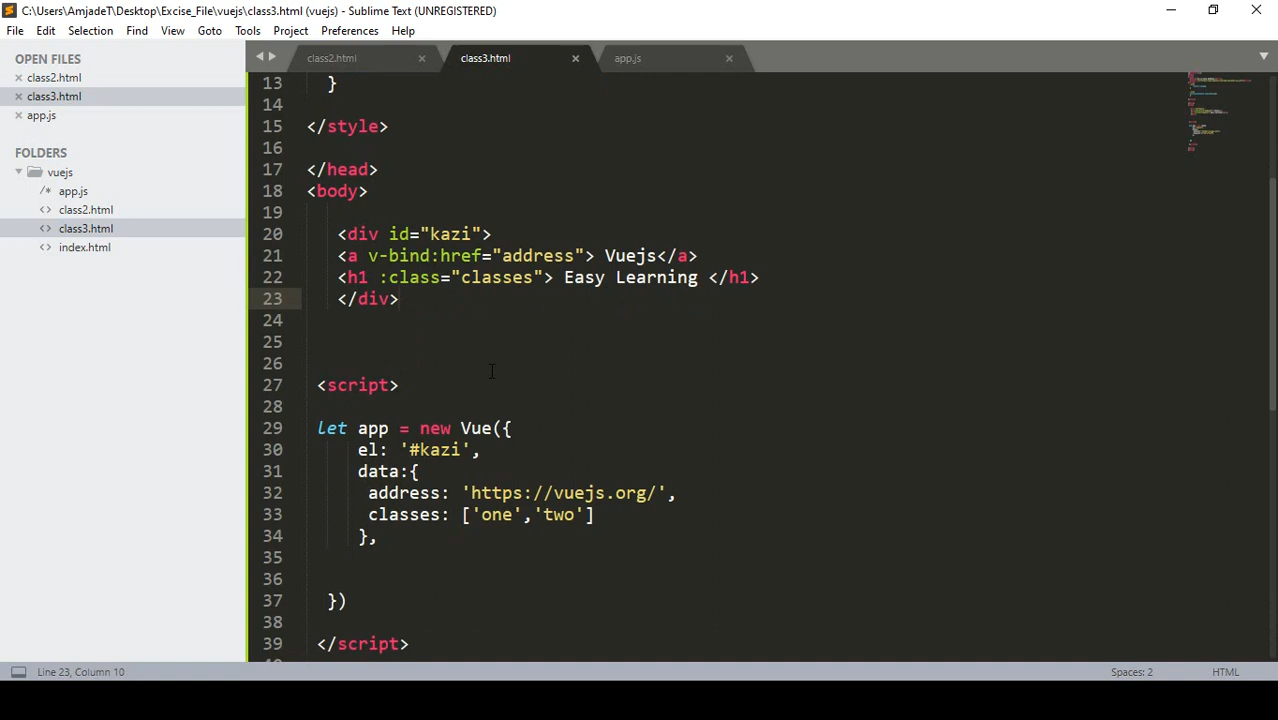 C:\Users\AmjadeT\Desktop\Excise_File\vuejs\class3.html (vuejs) - Sublime Text (UNREGISTERED)
File Edit Selection Find View Goto Tools Project Preferences Help
OPEN FILES
class2.html
class3.html
app.js
FOLDERS
vuejs
/* app.js
<> class2.html
<> class3.html
<> index.html
class2.html class3.html app.js
13 }
14
15 </style>
16
17 </head>
18 <body>
19
20 <div id="kazi">
21 <a v-bind:href="address"> Vuejs</a>
22 <h1 :class="classes"> Easy Learning </h1>
23 </div>
24
25
26
27 <script>
28
29 let app = new Vue({
30 el: '#kazi',
31 data:{
32 address: 'https://vuejs.org/',
33 classes: ['one','two']
34 },
35
36
37 })
38
39 </script>
Line 23, Column 10
Spaces: 2
HTML